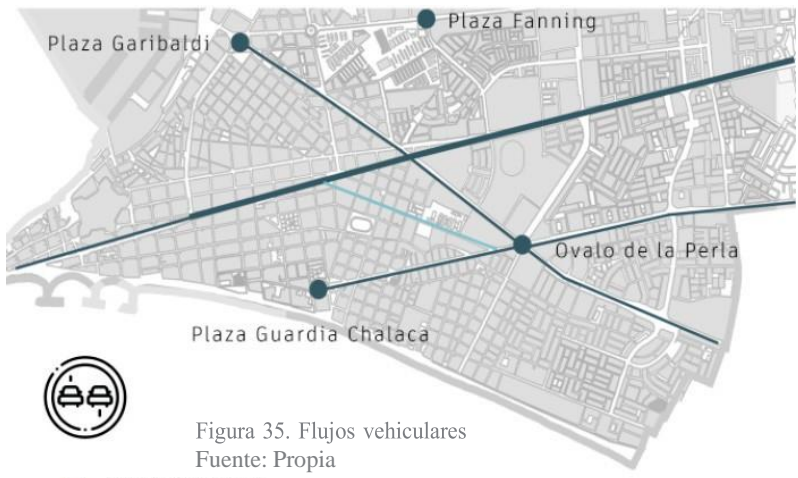 Plaza Fanning
Plaza Garibaldi
Ovalo de la Perla
Plaza Guardia Chalaca
Figura 35. Flujos vehiculares
Fuente: Propia